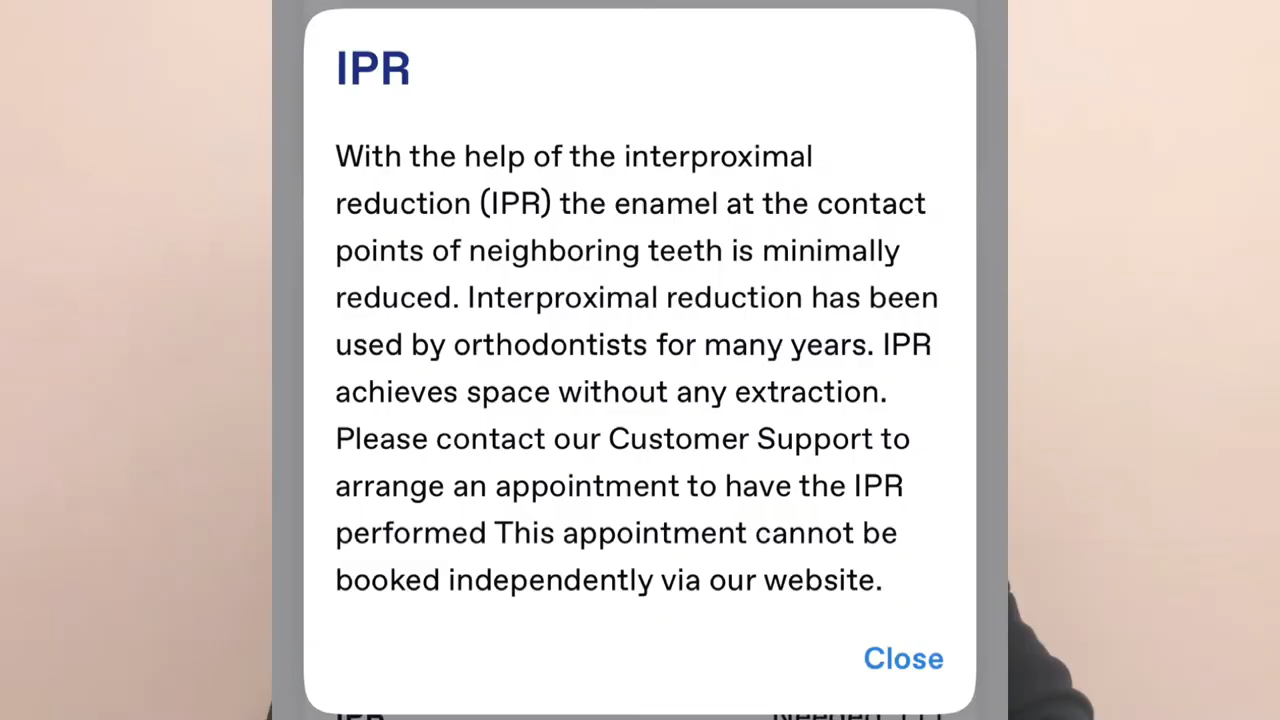 IPR
With the help of the interproximal
reduction (IPR) the enamel at the contact
points of neighboring teeth is minimally
reduced. Interproximal reduction has been
used by orthodontists for many years. IPR
achieves space without any extraction.
Please contact our Customer Support to
arrange an appointment to have the IPR
performed This appointment cannot be
booked independently via our website.
Close
IPR Needed